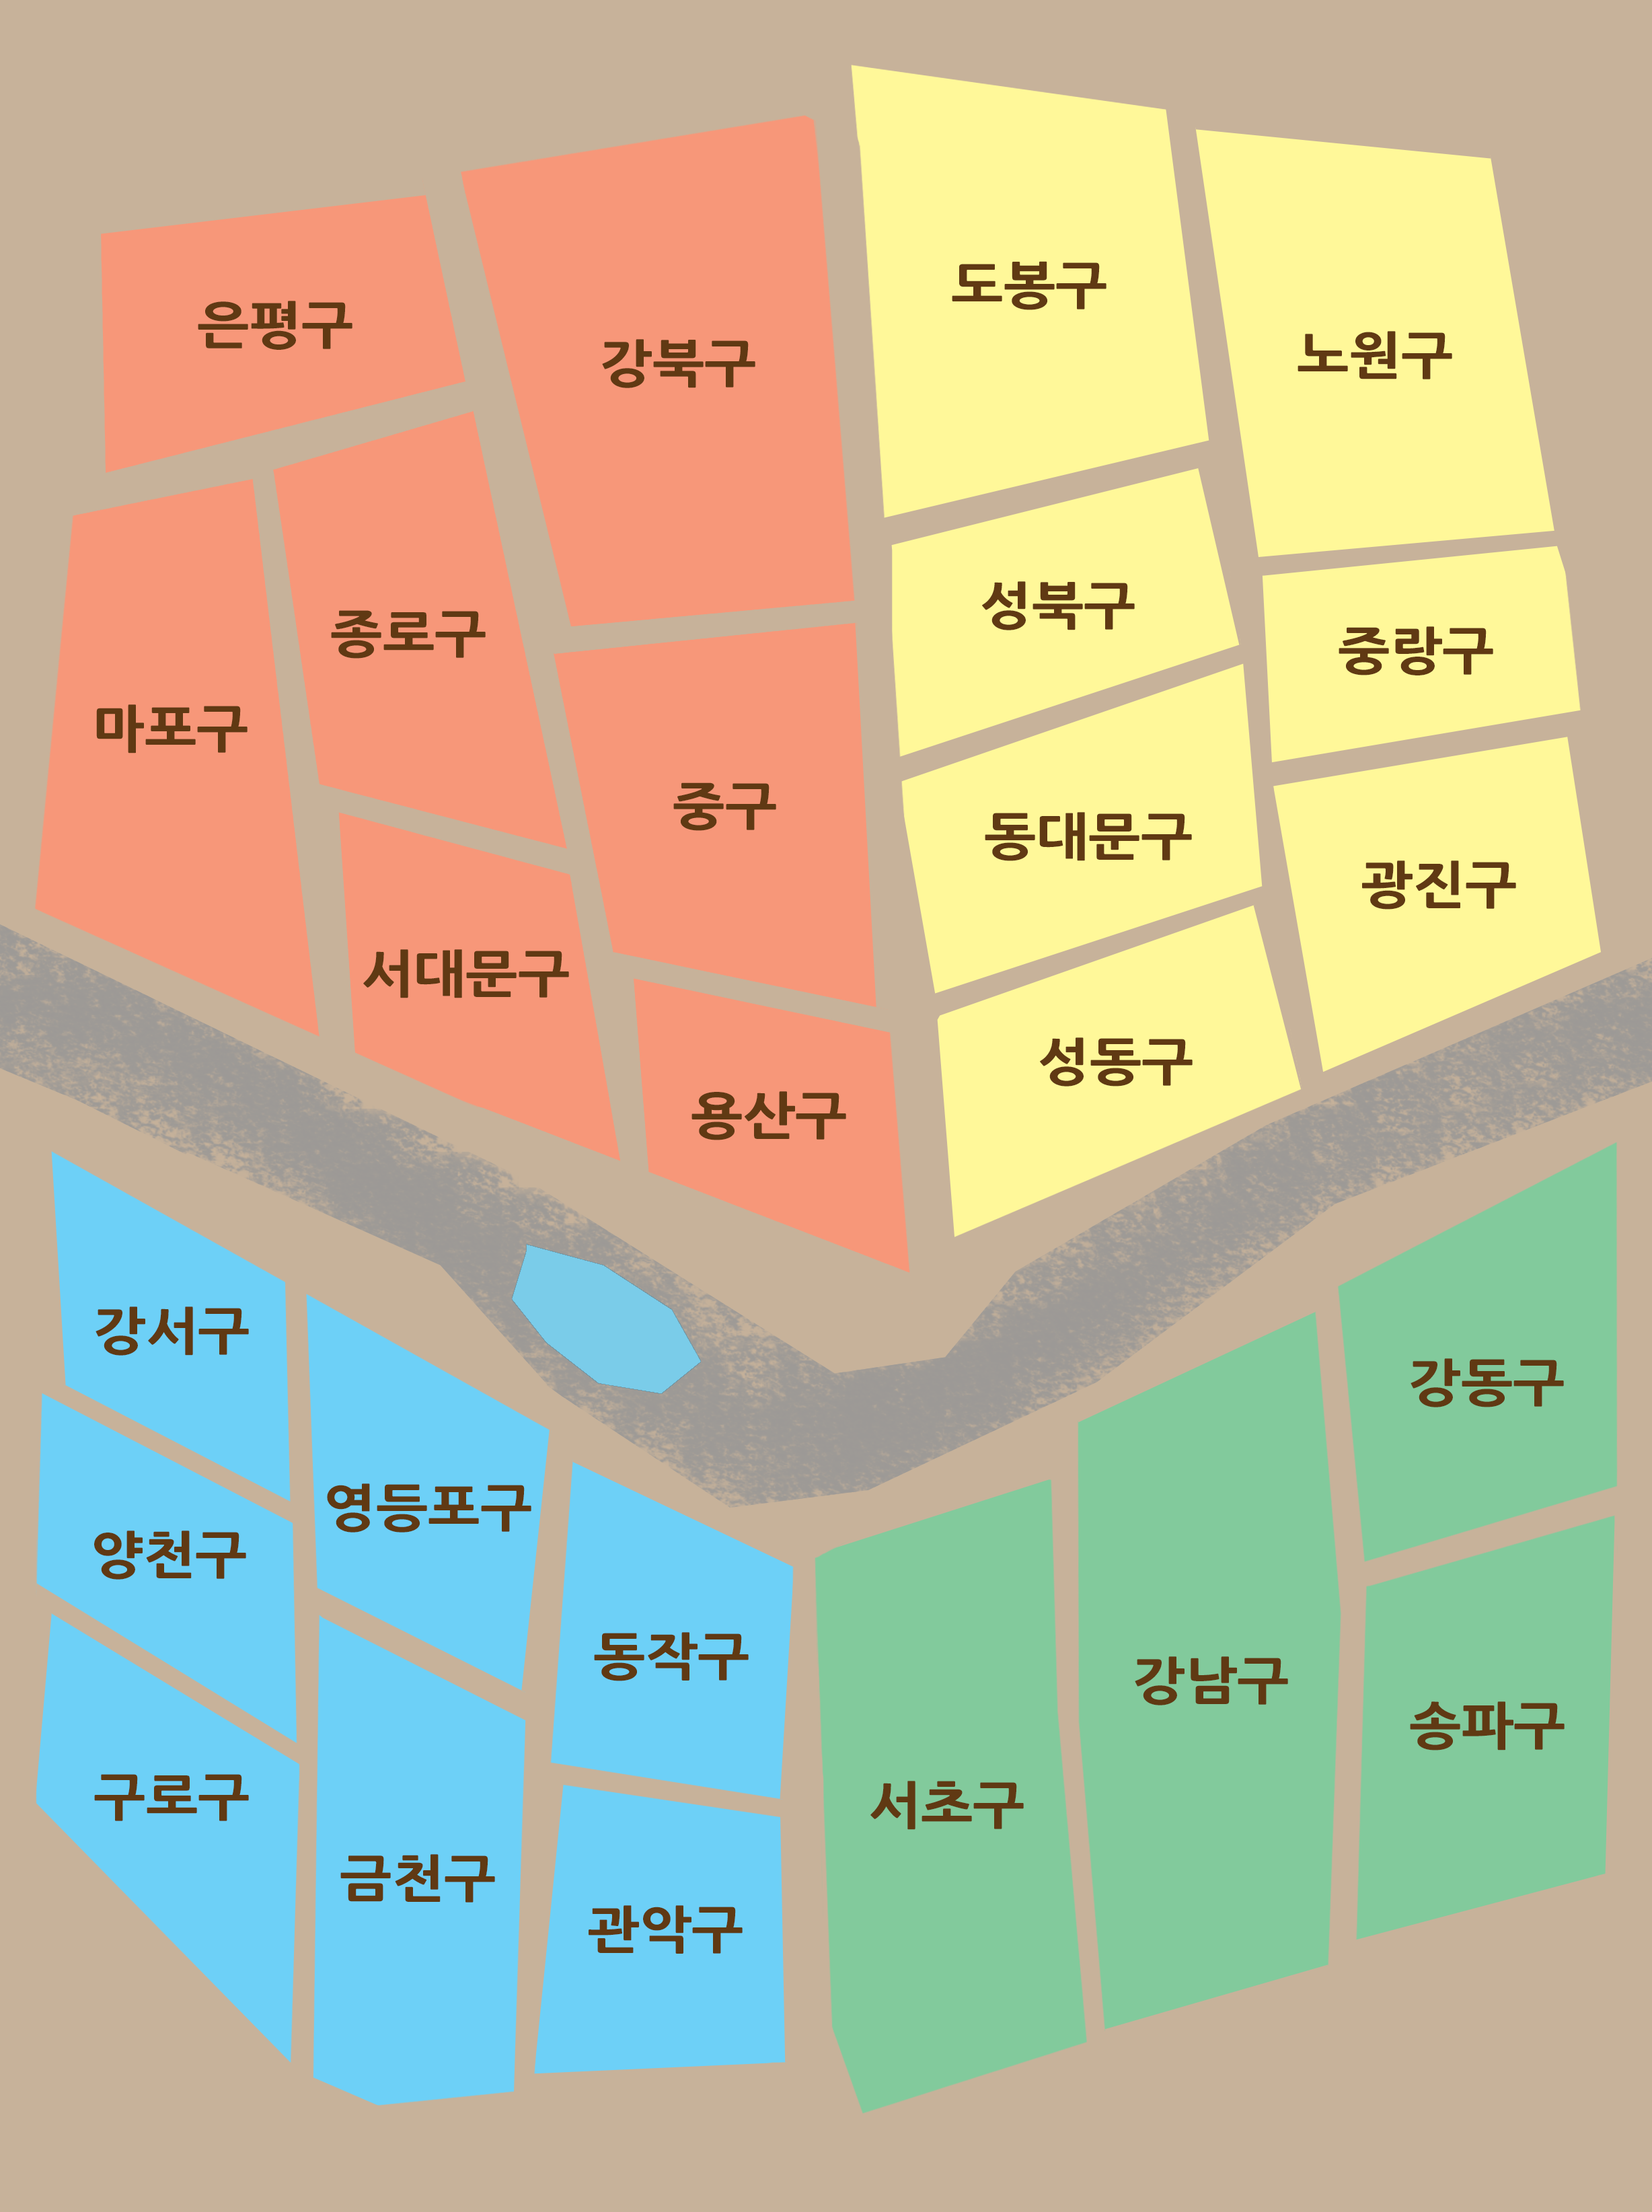 은평구
강북구
도봉구
노원구
종로구
마포구
성북구
중랑구
중구
동대문구
광진구
서대문구
성동구
용산구
강서구
강동구
영등포구
양천구
동작구
강남구
송파구
구로구
서초구
금천구
관악구